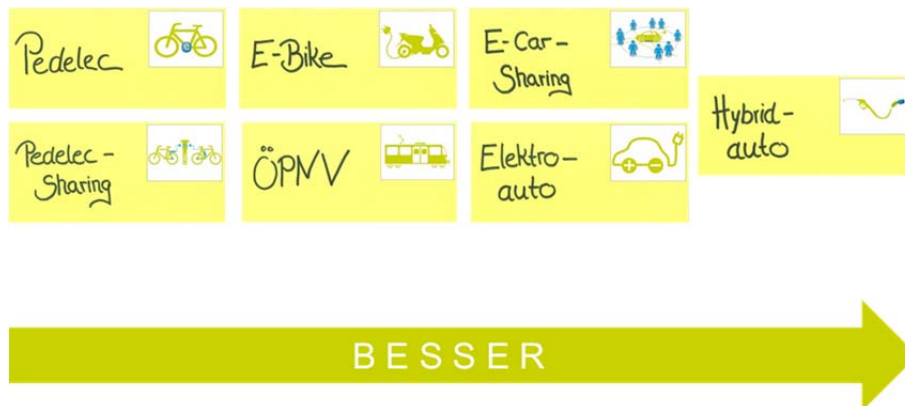 Pedelec
E-Bike
E-Car-
Sharing
Hybrid-
auto
Pedelec-
Sharing
ÖPNV
Elektro-
auto
BESSER